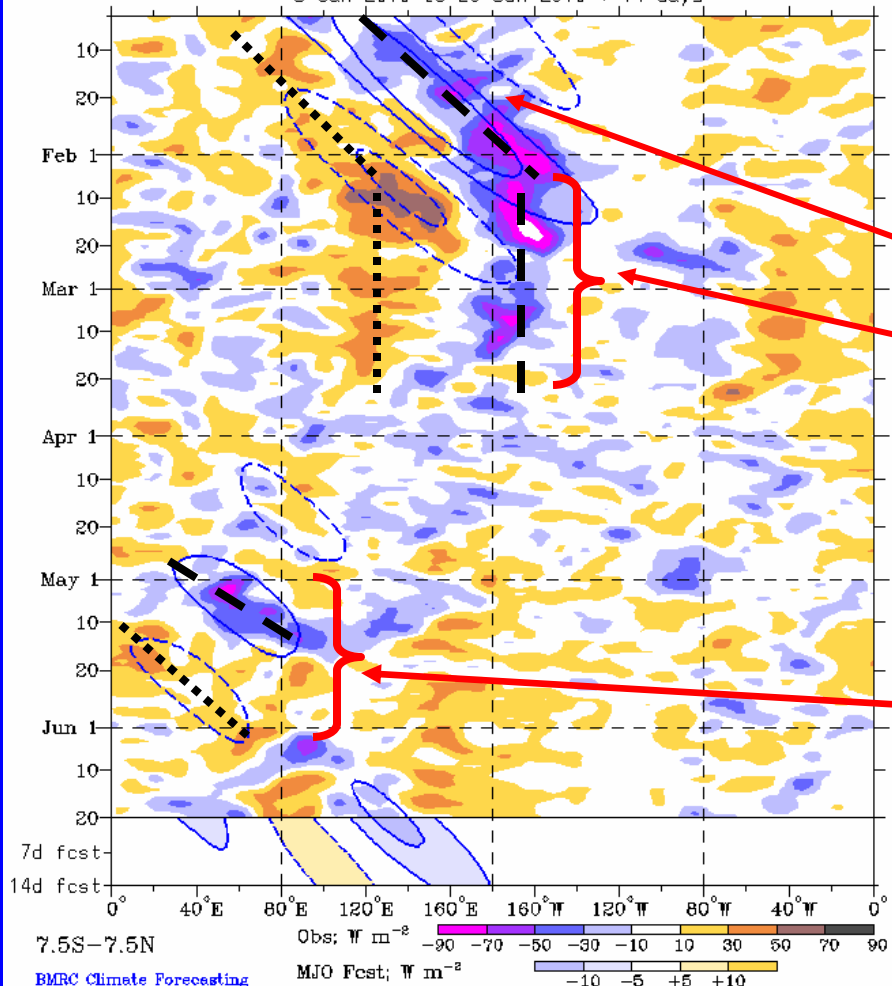 10
20
Feb 1
10
20
Mar 1
10
20
Apr 1
10
20
May 1
10
20
Jun 1
10
20
7d fcst
14d fcst
0° 40°E 80°E 120°E 160°E 160°W 120°W 80°W 40°W 0°
7.5S-7.5N
Obs; W m⁻²
-90 -70 -50 -30 -10 10 30 50 70 90
BMRC Climate Forecasting
MJO Fcst; W m⁻²
-10 -5 +5 +10